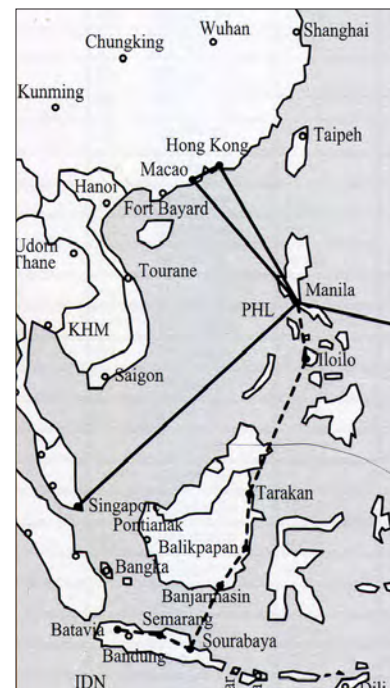 Wuhan
Shanghai
Chungking
Kunming
Hong Kong
Taipeh
Macao
Hanoi
Fort Bayard
Udorn
Thane
Tourane
Manila
PHL
KHM
Iloilo
Saigon
Tarakan
Singapore
Pontianak
Balikpapan
Bangka
Banjarmasin
Semarang
Batavia
Sourabaya
Bandung
IDN